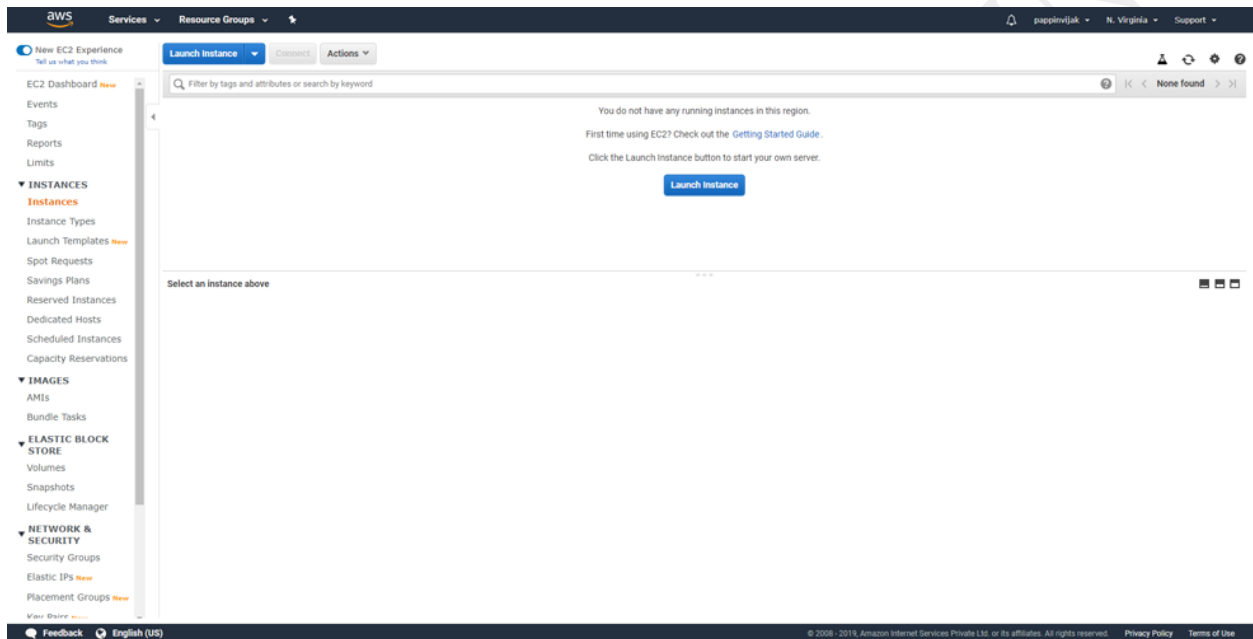 aws Services Resource Groups pappinvijak N. Virginia Support
New EC2 Experience
Tell us what you think
Launch Instance Connect Actions
EC2 Dashboard New
Filter by tags and attributes or search by keyword
None found
Events
Tags
Reports
Limits
INSTANCES
Instances
Instance Types
Launch Templates New
Spot Requests
Savings Plans
Reserved Instances
Dedicated Hosts
Scheduled Instances
Capacity Reservations
IMAGES
AMIs
Bundle Tasks
ELASTIC BLOCK
STORE
Volumes
Snapshots
Lifecycle Manager
NETWORK &
SECURITY
Security Groups
Elastic IPs New
Placement Groups New
Key Pairs New
You do not have any running instances in this region.
First time using EC2? Check out the Getting Started Guide.
Click the Launch Instance button to start your own server.
Launch Instance
Select an instance above
Feedback English (US)
© 2008 - 2019, Amazon Internet Services Private Ltd. or its affiliates. All rights reserved. Privacy Policy Terms of Use